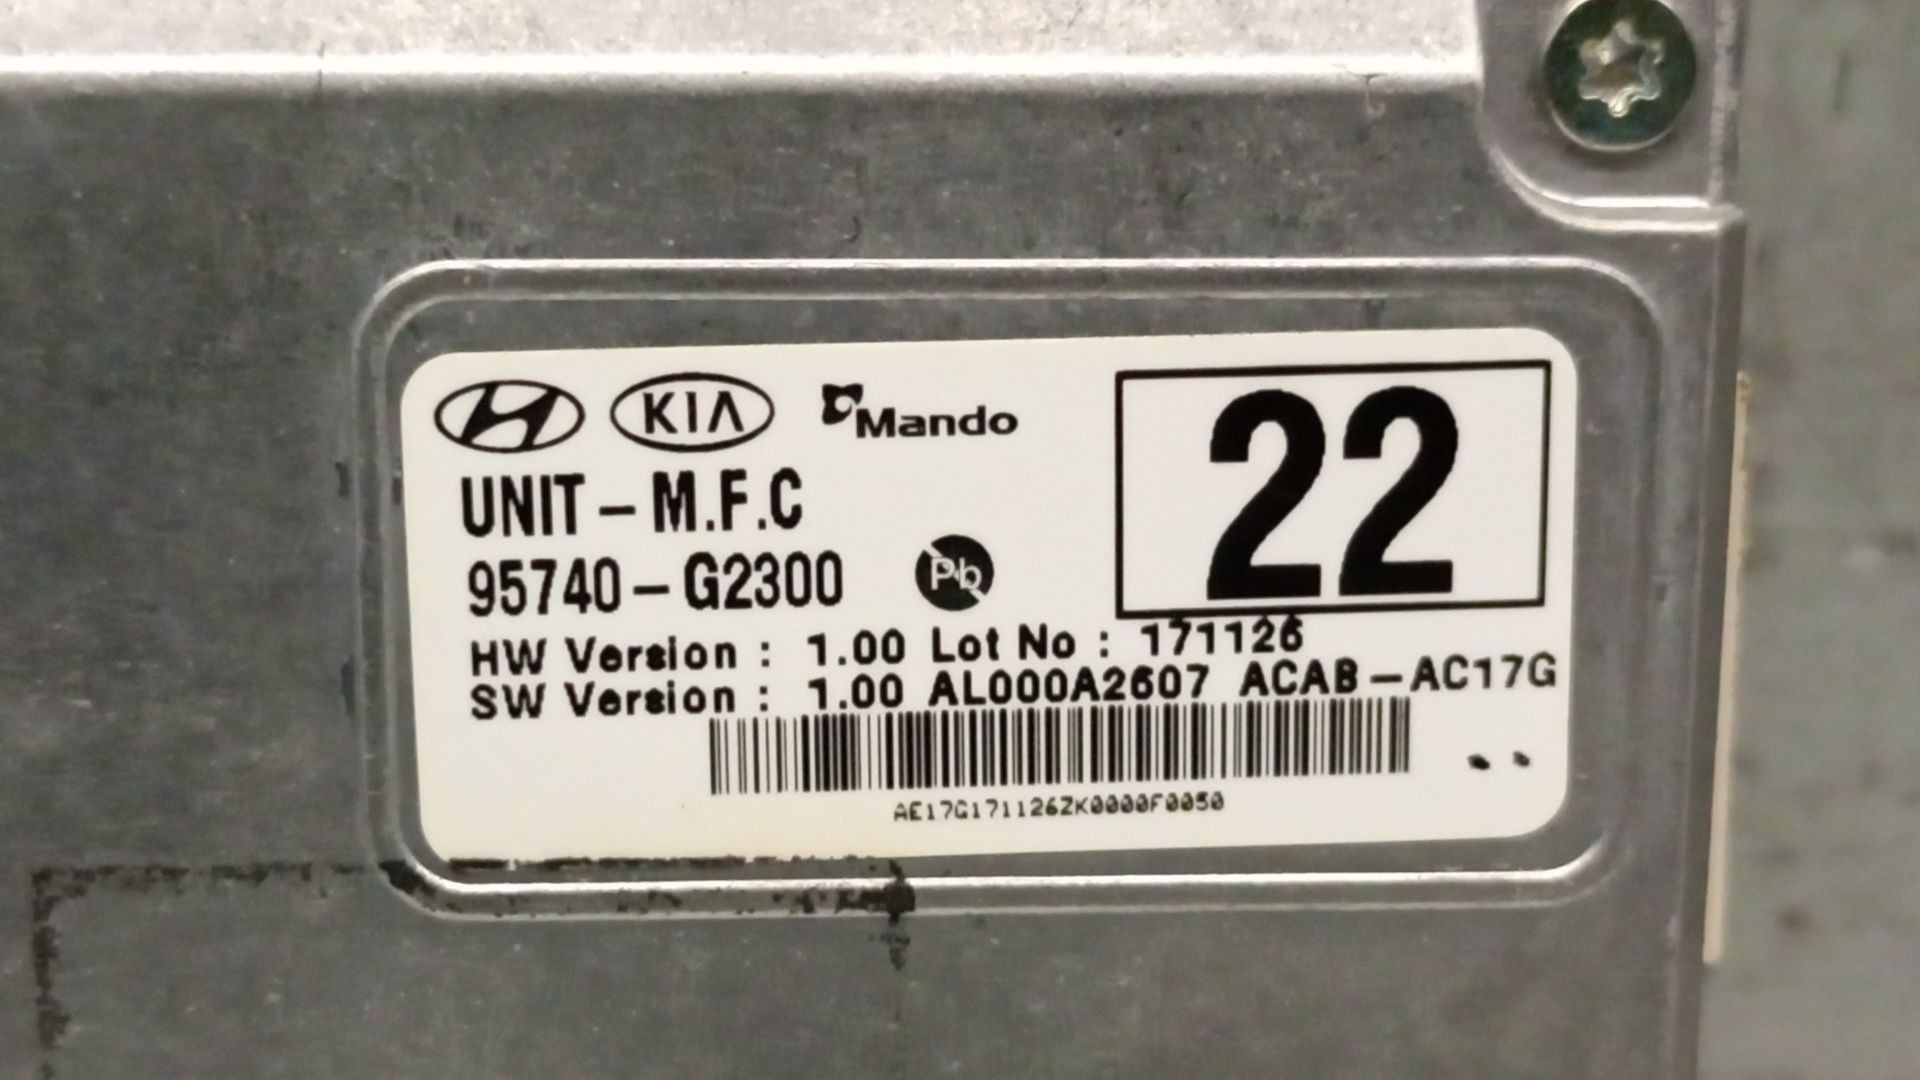 KIA Mando
22
UNIT - M.F.C
95740 - G2300
Pb
HW Version : 1.00 Lot No : 171126
SW Version : 1.00 AL000A2607 ACAB - AC17G
AE17G171126ZK0000F0050